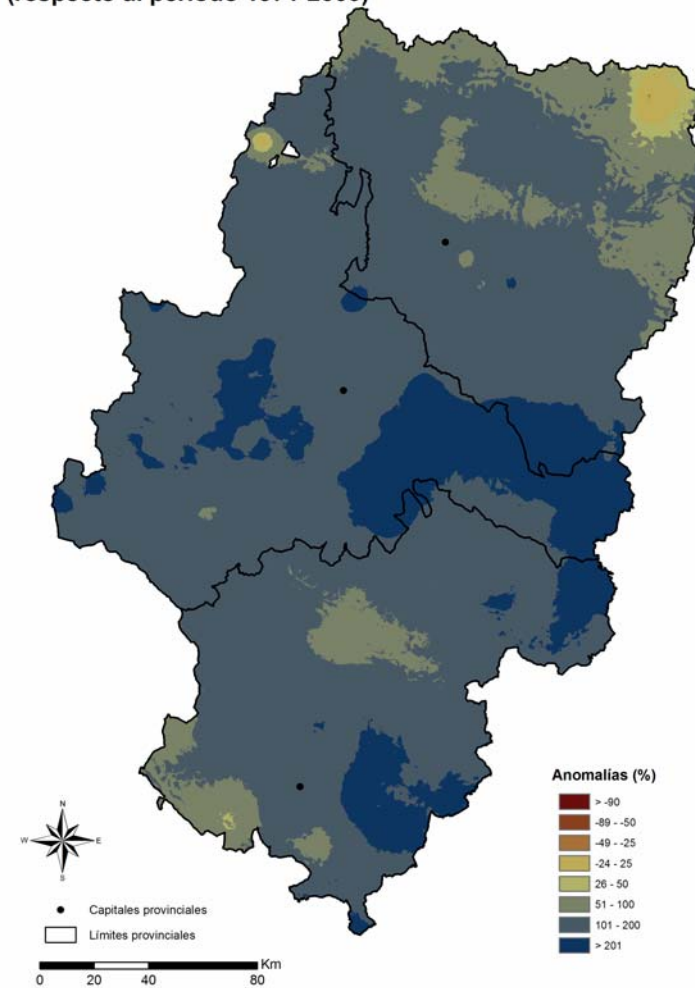 Anomalías (%)
> -90
-89 - -50
-49 - -25
-24 - 25
26 - 50
51 - 100
101 - 200
> 201
N
W
E
S
Capitales provinciales
Límites provinciales
Km
0 20 40 80